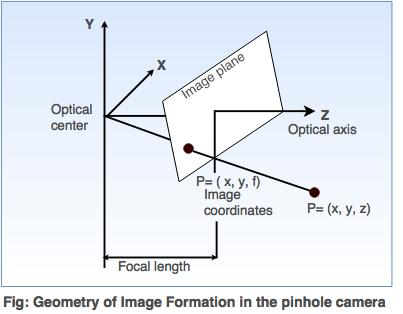 Y
X
Image plane
Optical
center
Z
Optical axis
P= ( x, y, f)
Image
coordinates
P= (x, y, z)
Focal length
Fig: Geometry of Image Formation in the pinhole camera